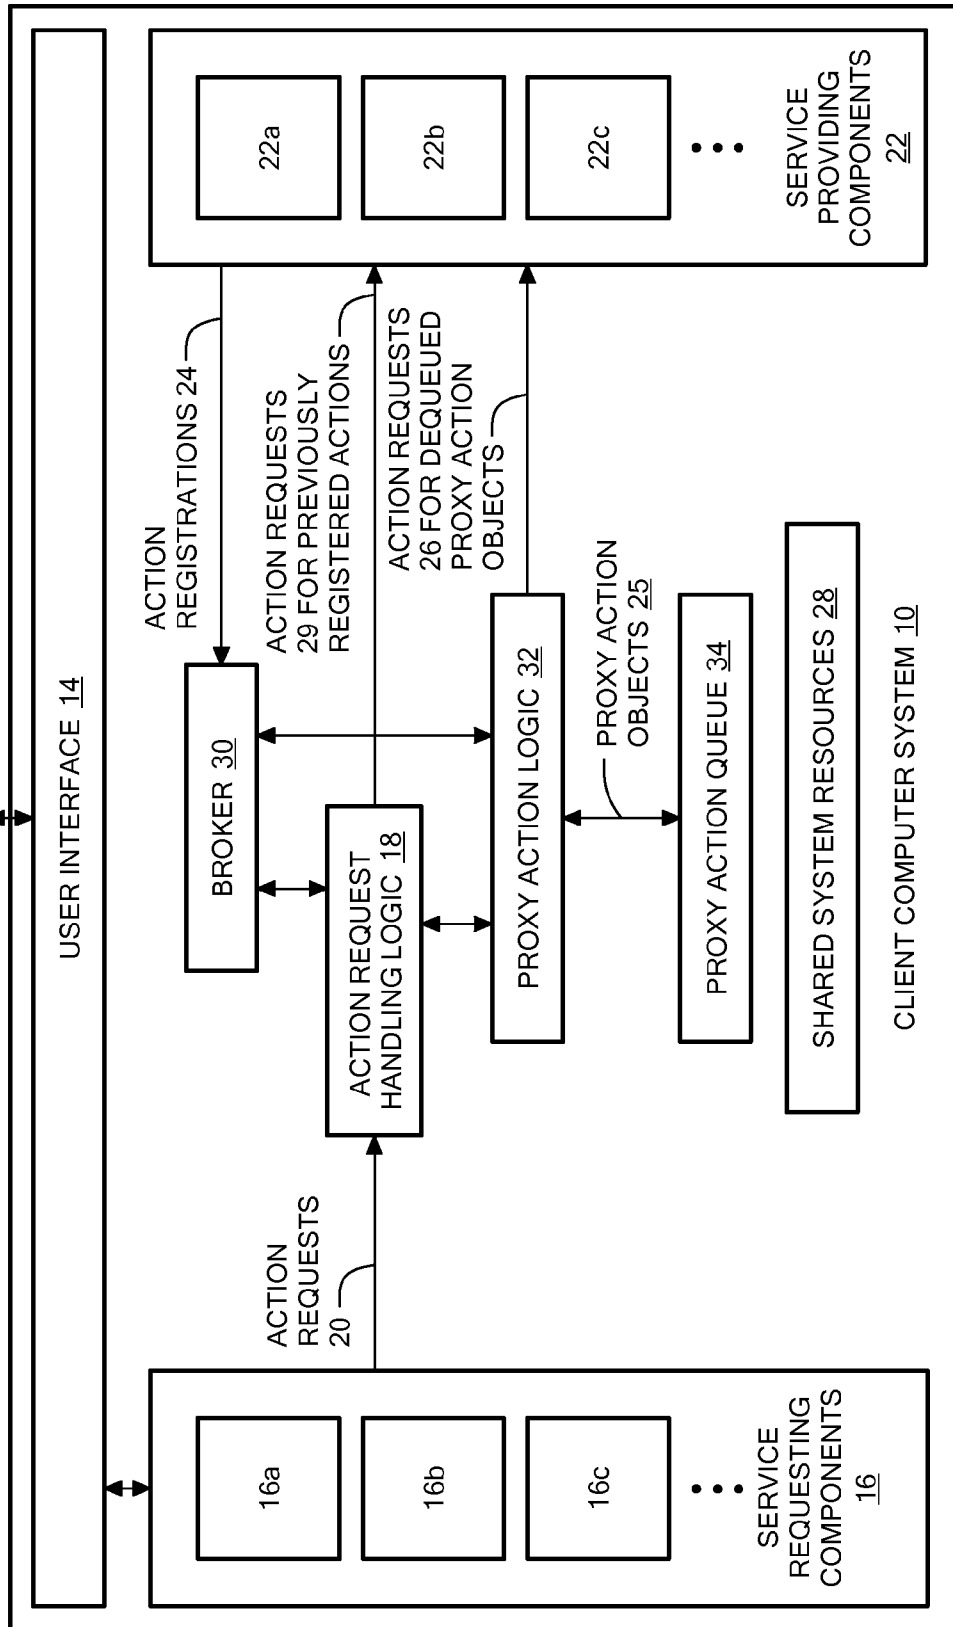 USER INTERFACE 14
16a
16b
16c
SERVICE
REQUESTING
COMPONENTS
16
ACTION
REQUESTS
20
BROKER 30
ACTION REQUEST
HANDLING LOGIC 18
PROXY ACTION LOGIC 32
PROXY ACTION
OBJECTS 25
PROXY ACTION QUEUE 34
SHARED SYSTEM RESOURCES 28
CLIENT COMPUTER SYSTEM 10
ACTION
REGISTRATIONS 24
ACTION REQUESTS
29 FOR PREVIOUSLY
REGISTERED ACTIONS
ACTION REQUESTS
26 FOR DEQUEUED
PROXY ACTION
OBJECTS
22a
22b
22c
SERVICE
PROVIDING
COMPONENTS
22